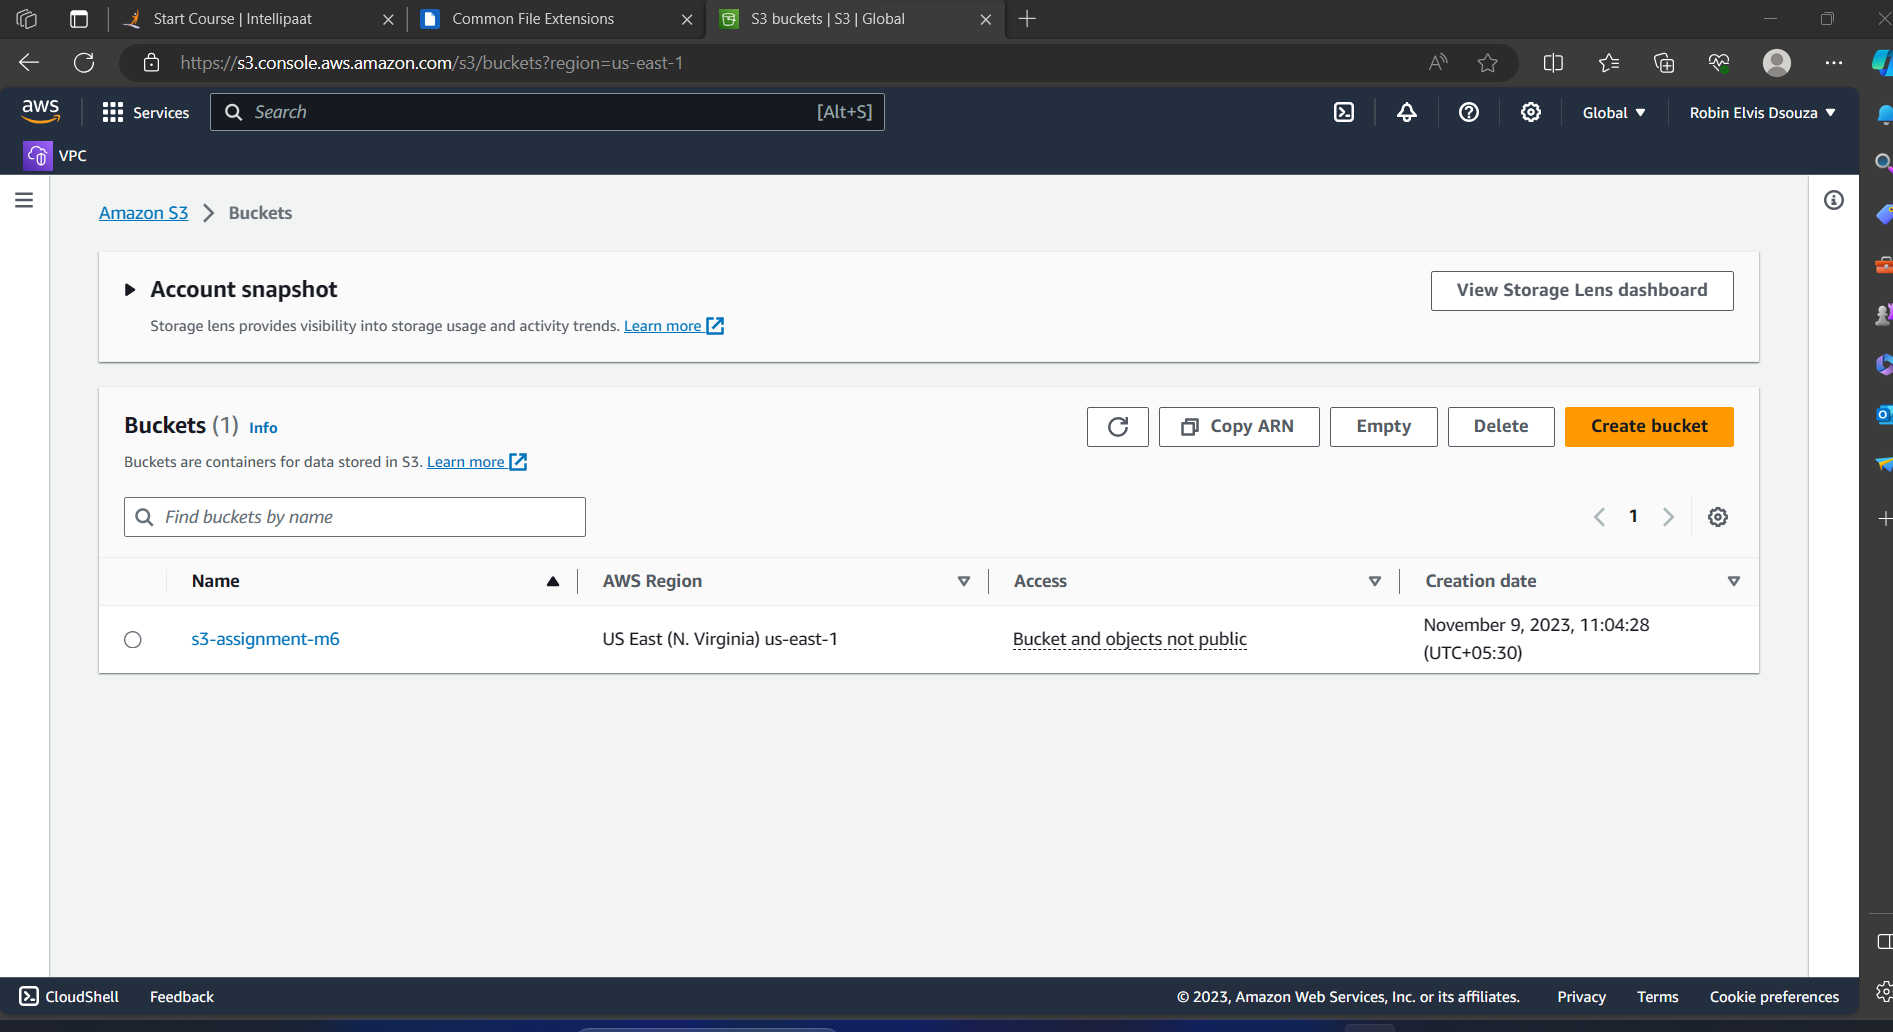 Start Course | Intellipaat
Common File Extensions
S3 buckets | S3 | Global
https://s3.console.aws.amazon.com/s3/buckets?region=us-east-1
aws
Services
Search
[Alt+S]
Global
Robin Elvis Dsouza
VPC
Amazon S3
Buckets
Account snapshot
View Storage Lens dashboard
Storage lens provides visibility into storage usage and activity trends. Learn more
Buckets (1) Info
Copy ARN
Empty
Delete
Create bucket
Buckets are containers for data stored in S3. Learn more
Find buckets by name
1
Name
AWS Region
Access
Creation date
s3-assignment-m6
US East (N. Virginia) us-east-1
Bucket and objects not public
November 9, 2023, 11:04:28
(UTC+05:30)
CloudShell
Feedback
© 2023, Amazon Web Services, Inc. or its affiliates.
Privacy
Terms
Cookie preferences